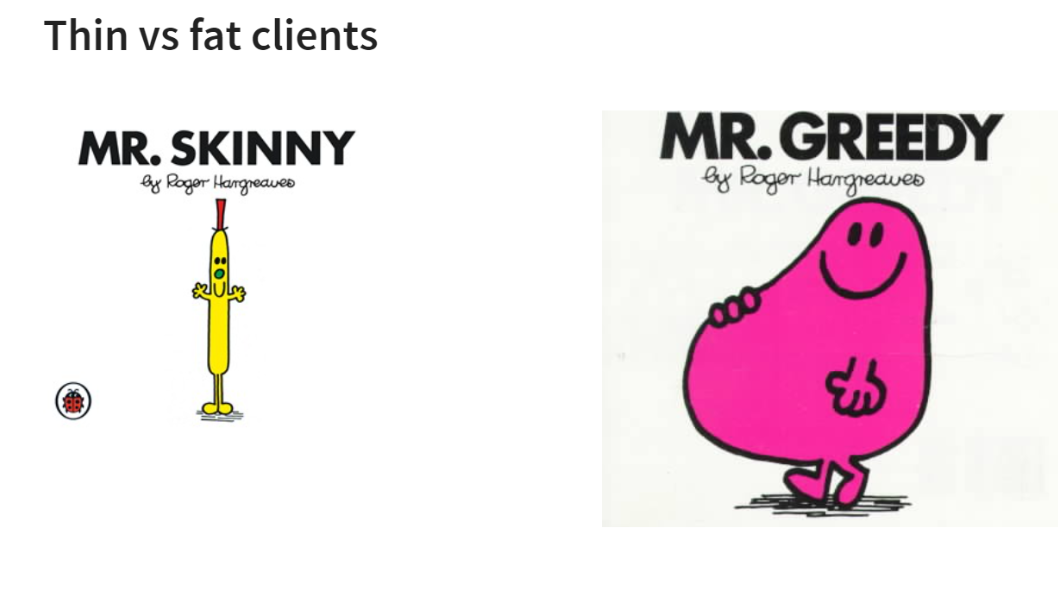 Thin vs fat clients
MR. SKINNY
by Roger Hargreaves
MR. GREEDY
by Roger Hargreaves